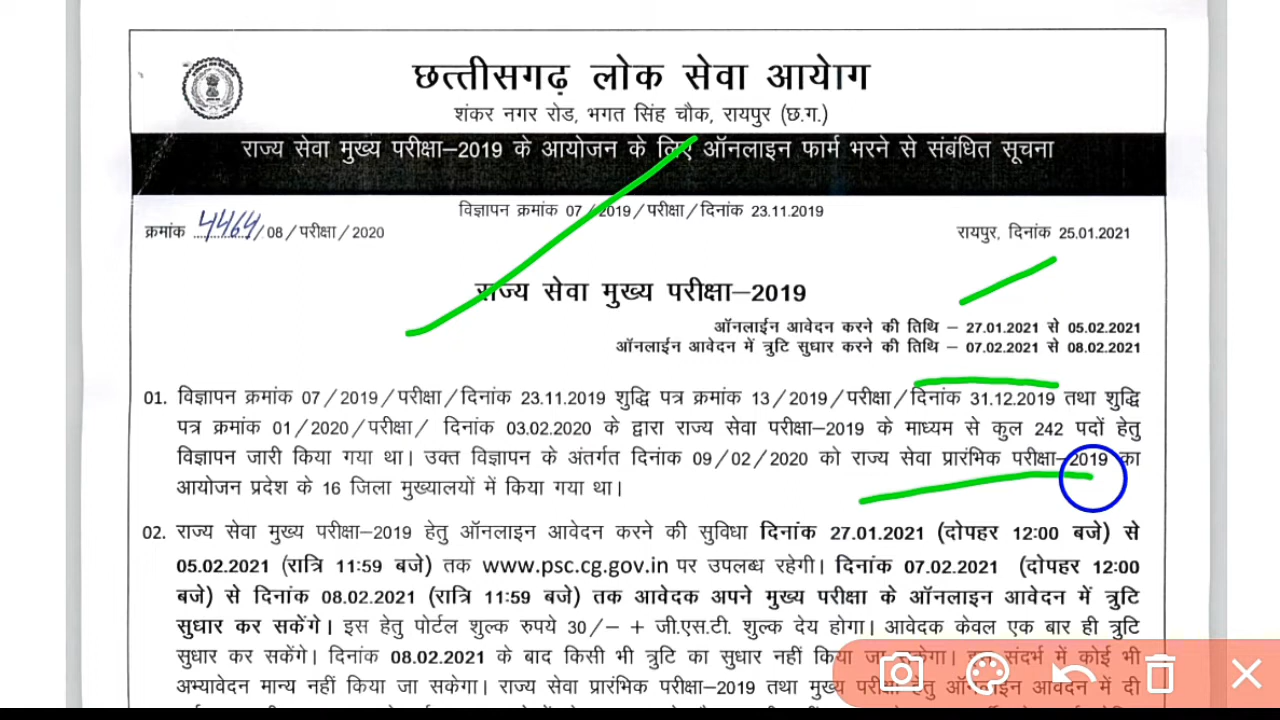 छत्तीसगढ़ लोक सेवा आयोग
शंकर नगर रोड, भगत सिंह चौक, रायपुर (छ.ग.)
राज्य सेवा मुख्य परीक्षा–2019 के आयोजन के लिए ऑनलाइन फार्म भरने से संबंधित सूचना
विज्ञापन क्रमांक 07/2019/परीक्षा/दिनांक 23.11.2019
क्रमांक 4464/08/परीक्षा/2020 रायपुर, दिनांक 25.01.2021
राज्य सेवा मुख्य परीक्षा–2019
ऑनलाईन आवेदन करने की तिथि – 27.01.2021 से 05.02.2021
ऑनलाईन आवेदन में त्रुटि सुधार करने की तिथि – 07.02.2021 से 08.02.2021
01. विज्ञापन क्रमांक 07/2019/परीक्षा/दिनांक 23.11.2019 शुद्धि पत्र क्रमांक 13/2019/परीक्षा/दिनांक 31.12.2019 तथा शुद्धि
पत्र क्रमांक 01/2020/परीक्षा/ दिनांक 03.02.2020 के द्वारा राज्य सेवा परीक्षा–2019 के माध्यम से कुल 242 पदों हेतु
विज्ञापन जारी किया गया था। उक्त विज्ञापन के अंतर्गत दिनांक 09/02/2020 को राज्य सेवा प्रारंभिक परीक्षा–2019 का
आयोजन प्रदेश के 16 जिला मुख्यालयों में किया गया था।
02. राज्य सेवा मुख्य परीक्षा–2019 हेतु ऑनलाइन आवेदन करने की सुविधा दिनांक 27.01.2021 (दोपहर 12:00 बजे) से
05.02.2021 (रात्रि 11:59 बजे) तक www.psc.cg.gov.in पर उपलब्ध रहेगी। दिनांक 07.02.2021 (दोपहर 12:00
बजे) से दिनांक 08.02.2021 (रात्रि 11:59 बजे) तक आवेदक अपने मुख्य परीक्षा के ऑनलाइन आवेदन में त्रुटि
सुधार कर सकेंगे। इस हेतु पोर्टल शुल्क रुपये 30/– + जी.एस.टी. शुल्क देय होगा। आवेदक केवल एक बार ही त्रुटि
सुधार कर सकेंगे। दिनांक 08.02.2021 के बाद किसी भी त्रुटि का सुधार नहीं किया जा सकेगा। इस संदर्भ में कोई भी
अभ्यावेदन मान्य नहीं किया जा सकेगा। राज्य सेवा प्रारंभिक परीक्षा–2019 तथा मुख्य परीक्षा हेतु ऑनलाइन आवेदन में दी